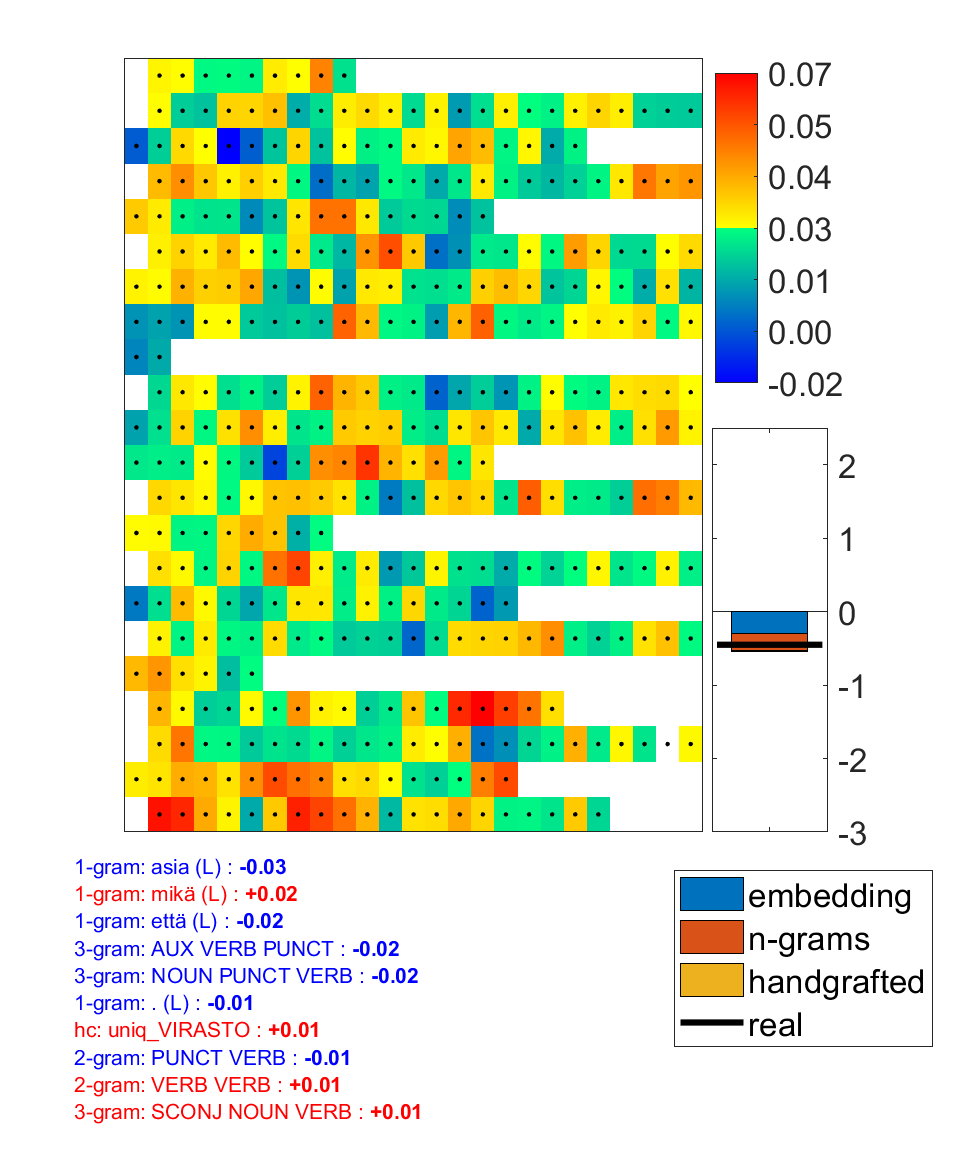 0.07
0.05
0.04
0.03
0.01
0.00
-0.02
2
1
0
-1
-2
-3
1-gram: asia (L) : -0.03
1-gram: mikä (L) : +0.02
1-gram: että (L) : -0.02
3-gram: AUX VERB PUNCT : -0.02
3-gram: NOUN PUNCT VERB : -0.02
1-gram: . (L) : -0.01
hc: uniq_VIRASTO : +0.01
2-gram: PUNCT VERB : -0.01
2-gram: VERB VERB : +0.01
3-gram: SCONJ NOUN VERB : +0.01
embedding
n-grams
handgrafted
real